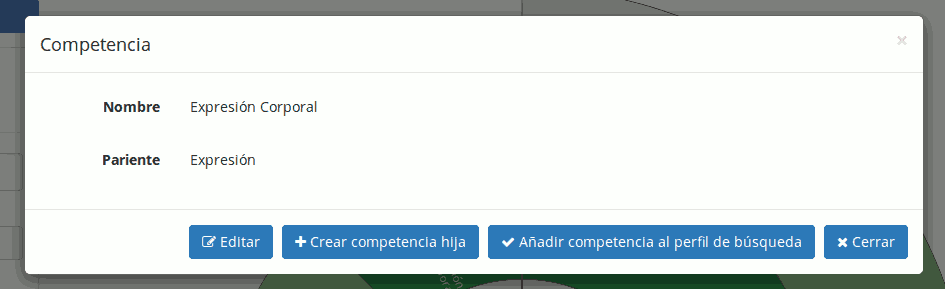 Competencia
×
Nombre Expresión Corporal
Pariente Expresión
Editar Crear competencia hija Añadir competencia al perfil de búsqueda Cerrar